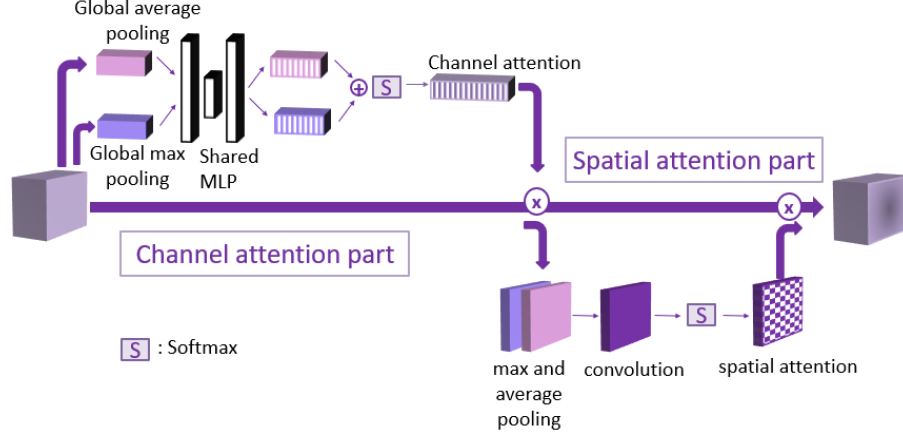 Global average
pooling
S
Channel attention
Global max
pooling
Shared
MLP
Spatial attention part
x
x
Channel attention part
S
S : Softmax
max and
average
pooling
convolution
spatial attention